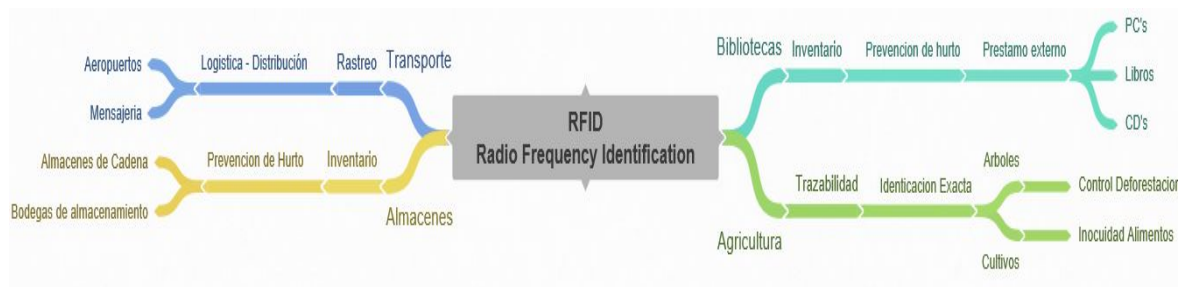 RFID
Radio Frequency Identification
Transporte
Rastreo
Logistica - Distribución
Aeropuertos
Mensajeria
Almacenes
Inventario
Prevencion de Hurto
Almacenes de Cadena
Bodegas de almacenamiento
Bibliotecas
Inventario
Prevencion de hurto
Prestamo externo
PC's
Libros
CD's
Agricultura
Trazabilidad
Identicacion Exacta
Arboles
Control Deforestacion
Cultivos
Inocuidad Alimentos